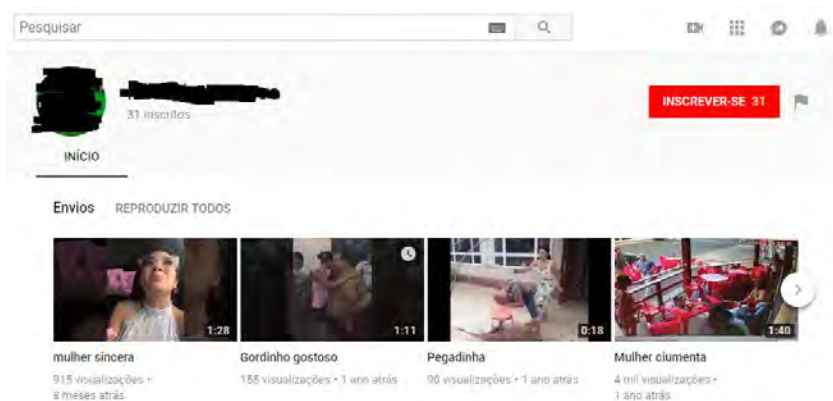 Pesquisar
31 inscritos
INSCREVER-SE 31
INÍCIO
Envios REPRODUZIR TODOS
1:28
1:11
0:18
1:40
mulher sincera
Gordinho gostoso
Pegadinha
Mulher ciumenta
915 visualizações •
8 meses atrás
155 visualizações • 1 ano atrás
90 visualizações • 1 ano atrás
4 mil visualizações •
1 ano atrás